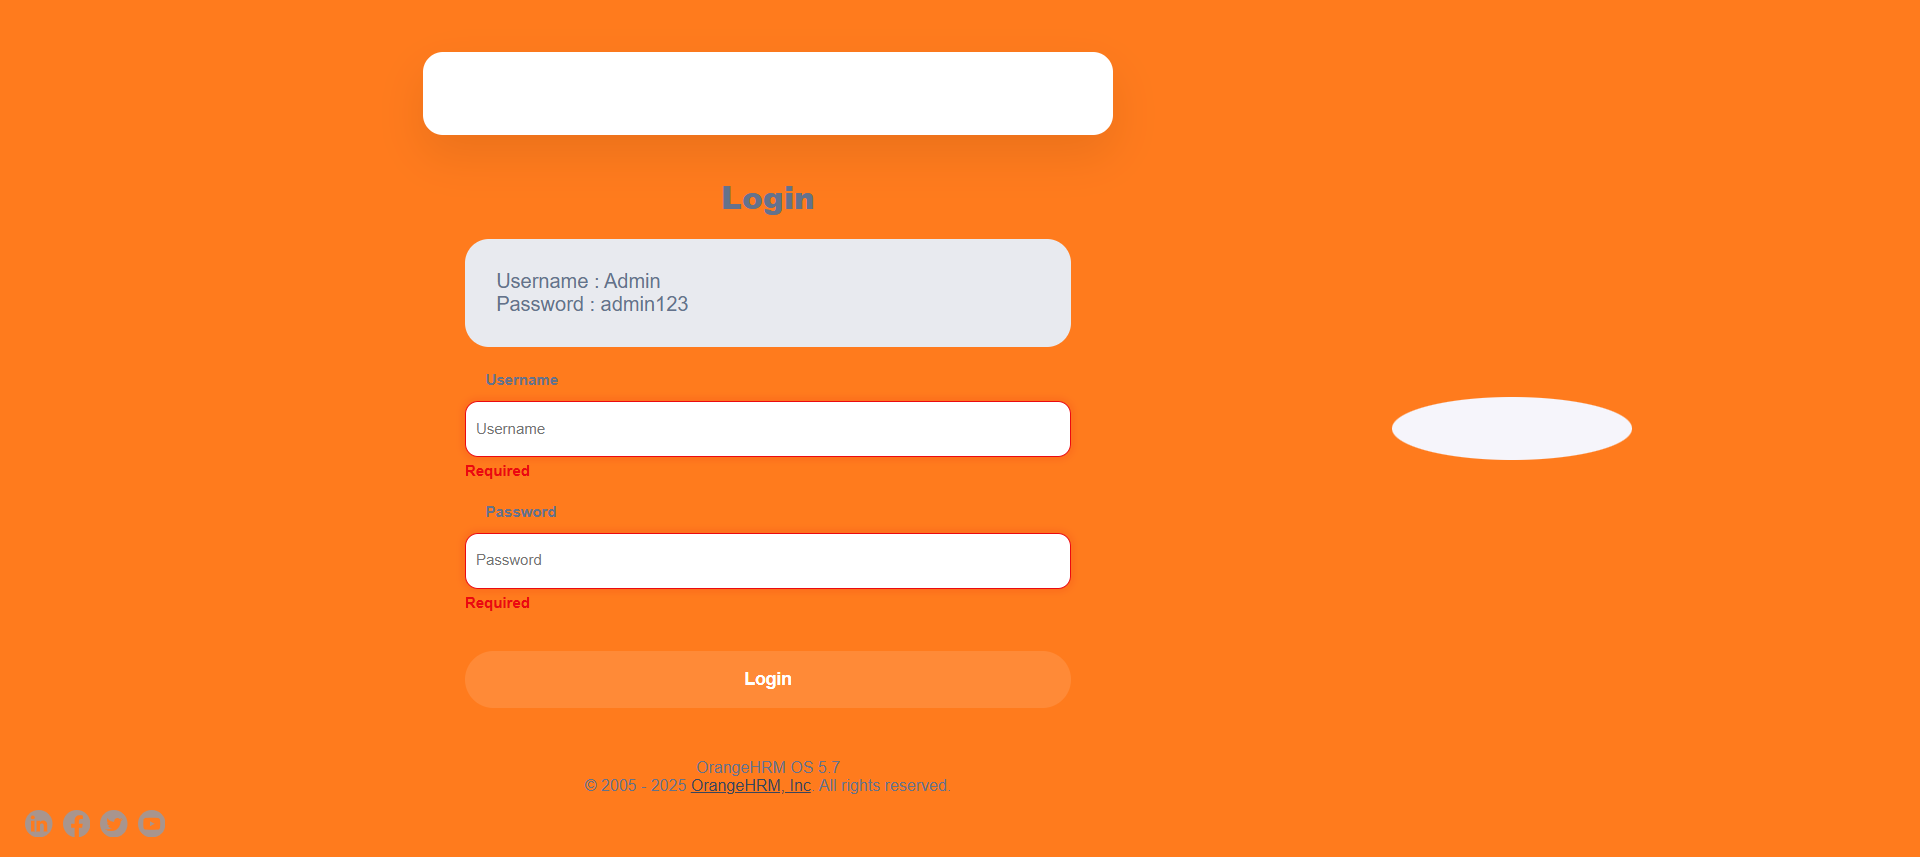 Login
Username : Admin
Password : admin123
Username
Username
Required
Password
Password
Required
Login
OrangeHRM OS 5.7
© 2005 - 2025 OrangeHRM, Inc. All rights reserved.